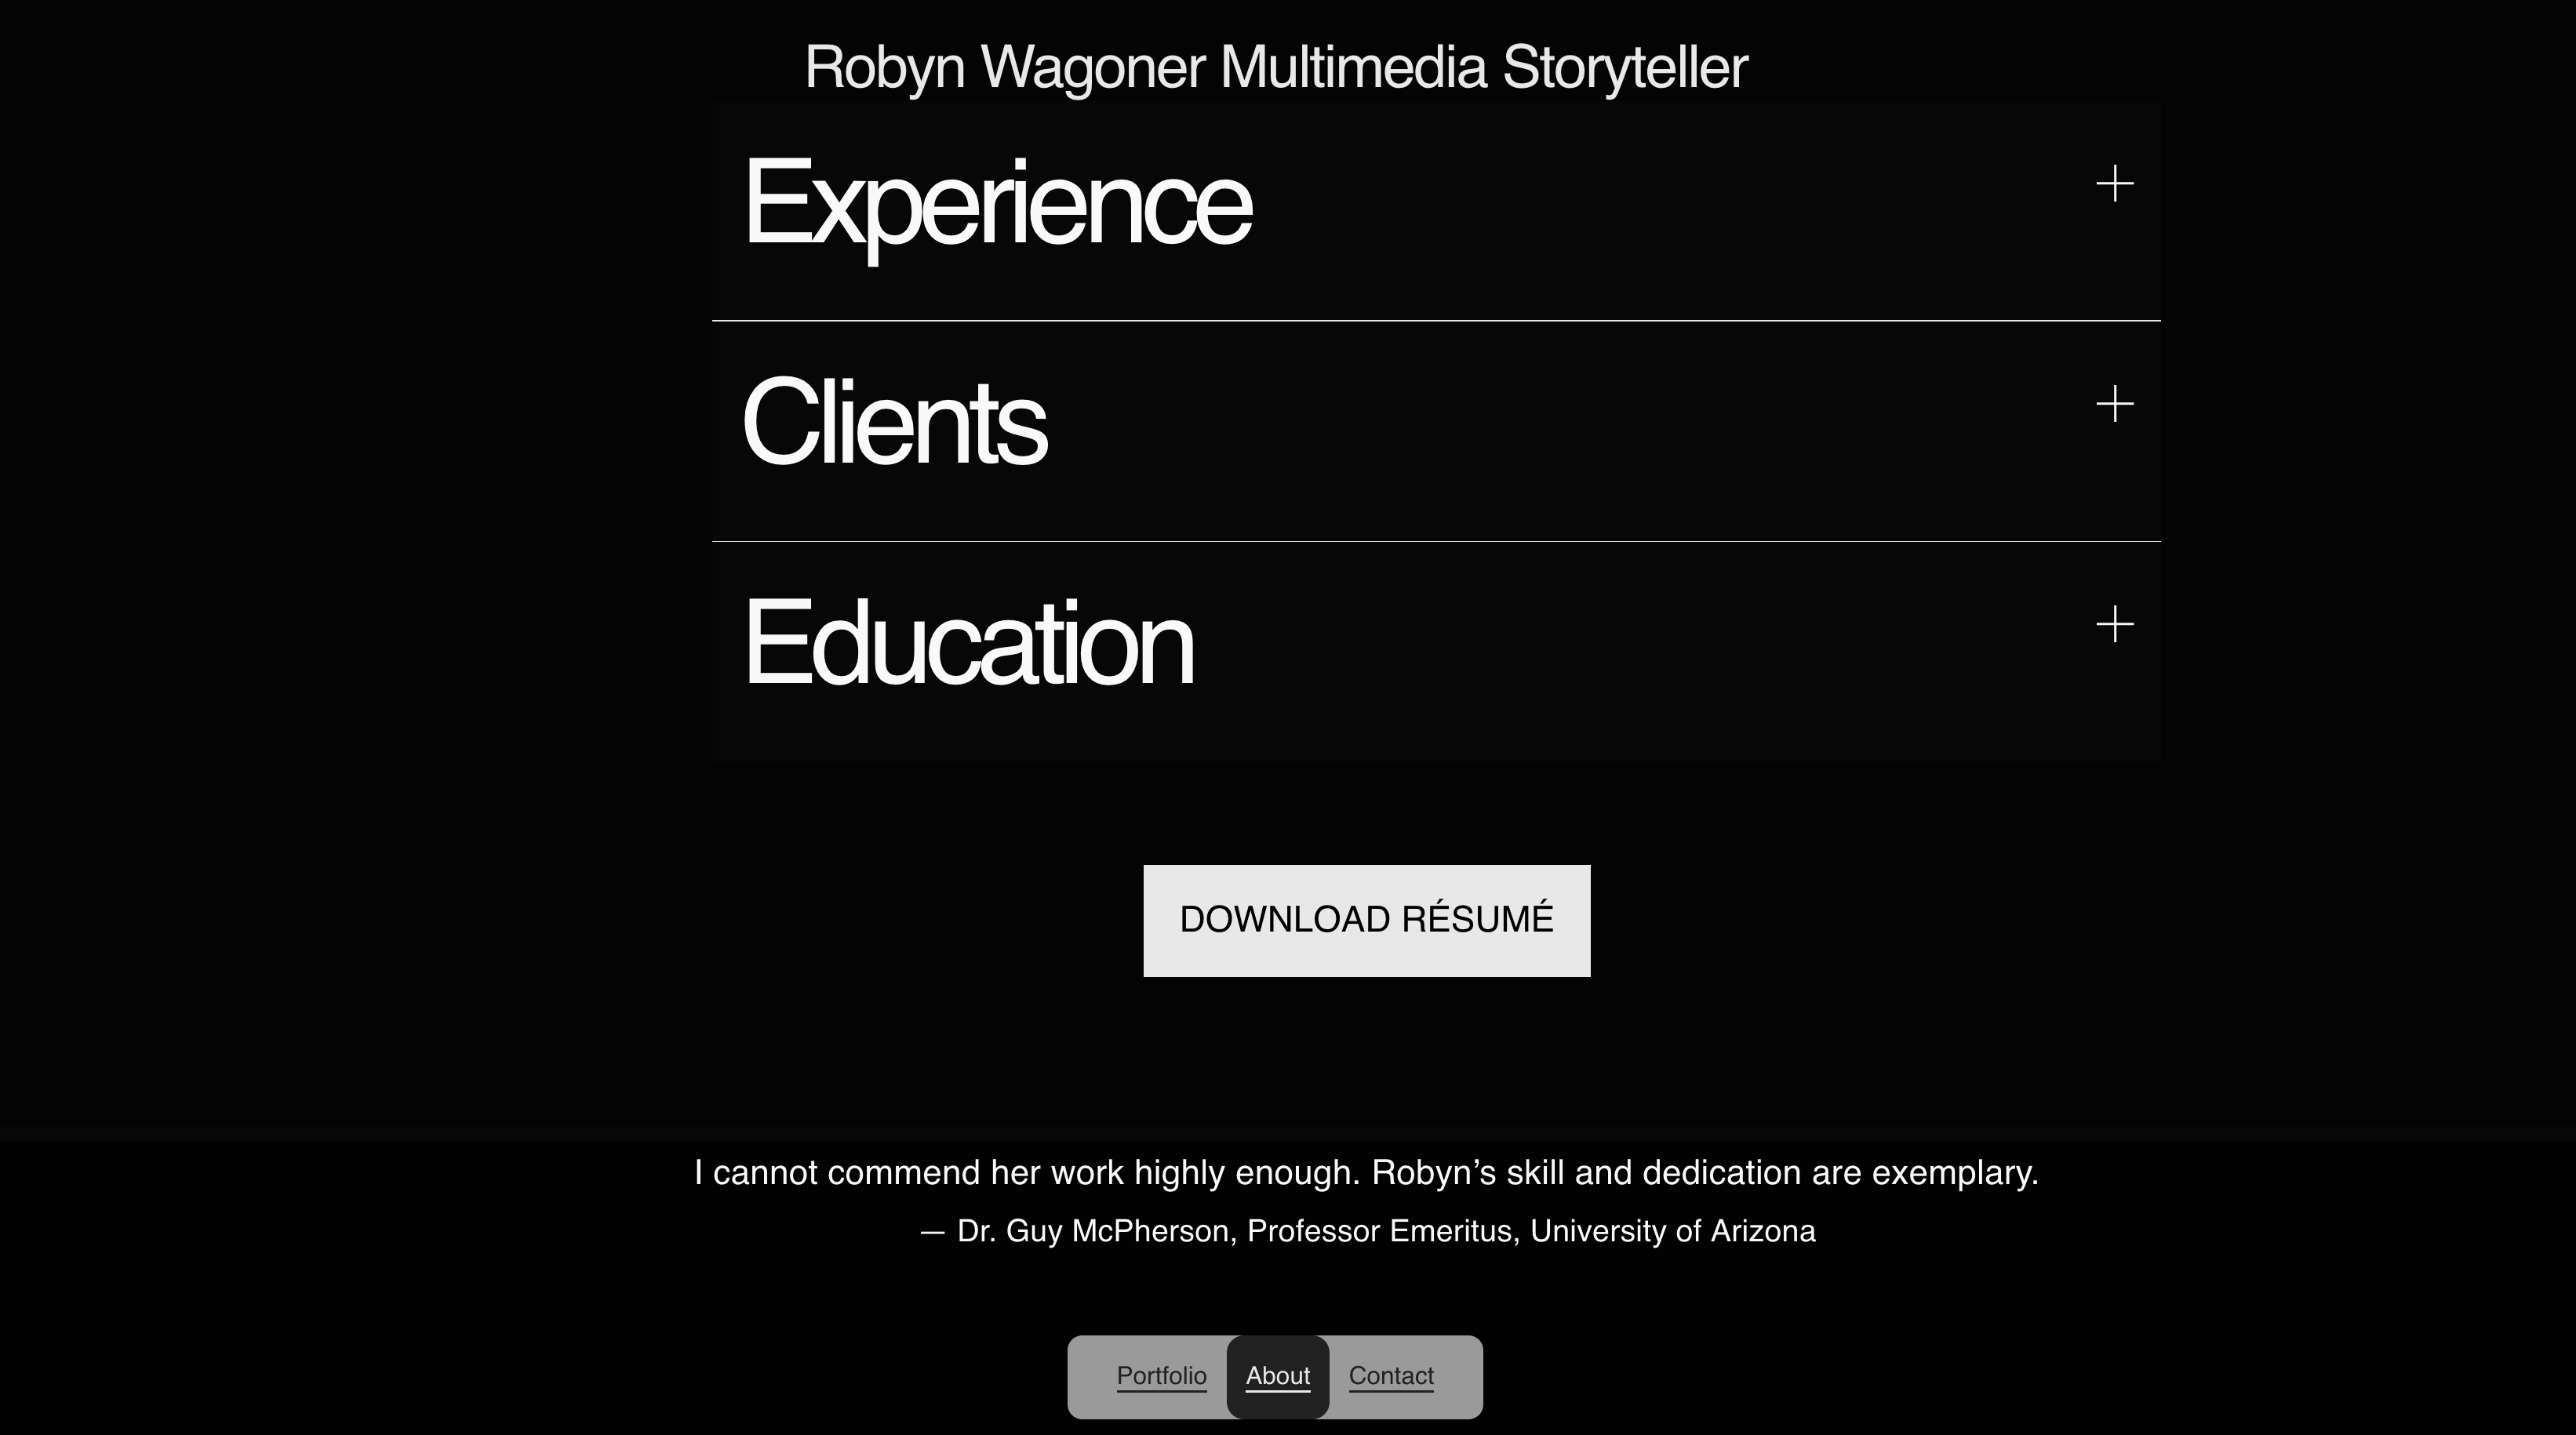 Robyn Wagoner Multimedia Storyteller
Experience
Clients
Education
DOWNLOAD RÉSUMÉ
I cannot commend her work highly enough. Robyn’s skill and dedication are exemplary.
— Dr. Guy McPherson, Professor Emeritus, University of Arizona
Portfolio About Contact